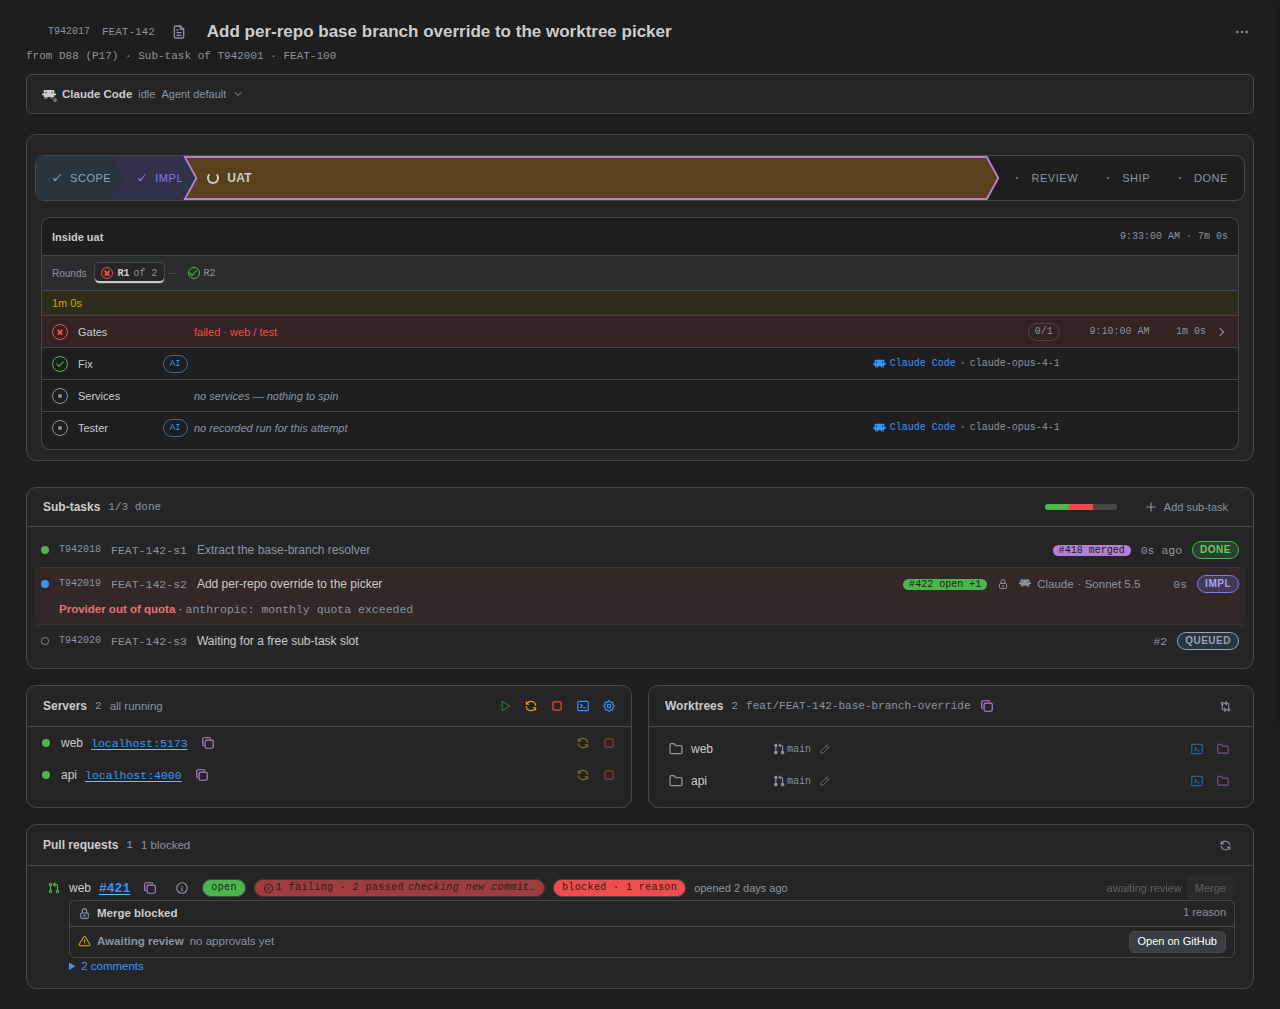 T942017 FEAT-142 Add per-repo base branch override to the worktree picker
from D88 (P17) · Sub-task of T942001 · FEAT-100
Claude Code idle Agent default
SCOPE IMPL UAT REVIEW SHIP DONE
Inside uat 9:33:00 AM · 7m 0s
Rounds R1 of 2 — R2
1m 0s
Gates failed · web / test 0/1 9:10:00 AM 1m 0s
Fix AI Claude Code · claude-opus-4-1
Services no services — nothing to spin
Tester AI no recorded run for this attempt Claude Code · claude-opus-4-1
Sub-tasks 1/3 done Add sub-task
T942018 FEAT-142-s1 Extract the base-branch resolver #418 merged 0s ago DONE
T942019 FEAT-142-s2 Add per-repo override to the picker #422 open +1 Claude · Sonnet 5.5 0s IMPL
Provider out of quota · anthropic: monthly quota exceeded
T942020 FEAT-142-s3 Waiting for a free sub-task slot #2 QUEUED
Servers 2 all running
web localhost:5173
api localhost:4000
Worktrees 2 feat/FEAT-142-base-branch-override
web main
api main
Pull requests 1 1 blocked
web #421 open 1 failing · 2 passed checking new commit… blocked · 1 reason opened 2 days ago awaiting review Merge
Merge blocked 1 reason
Awaiting review no approvals yet Open on GitHub
2 comments